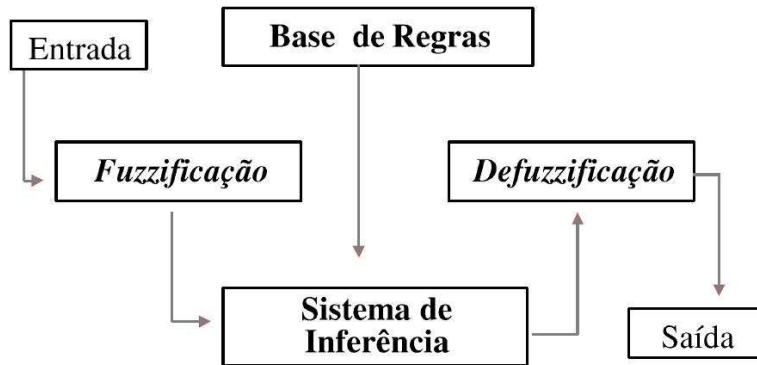 Entrada
Base de Regras
Fuzzificação
Defuzzificação
Sistema de
Inferência
Saída